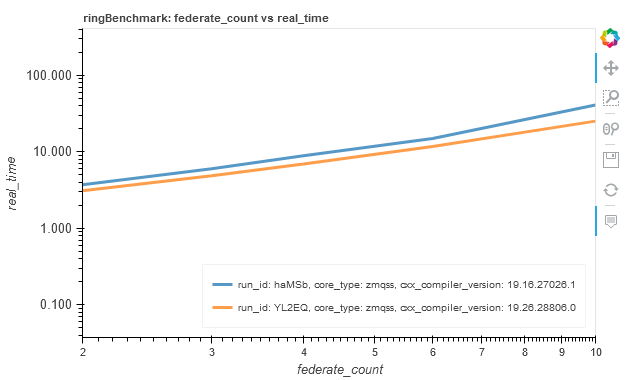 ringBenchmark: federate_count vs real_time
100.000
10.000
1.000
0.100
real_time
run_id: haMSb, core_type: zmqss, cxx_compiler_version: 19.16.27026.1
run_id: YL2EQ, core_type: zmqss, cxx_compiler_version: 19.26.28806.0
2 3 4 5 6 7 8 9 10
federate_count